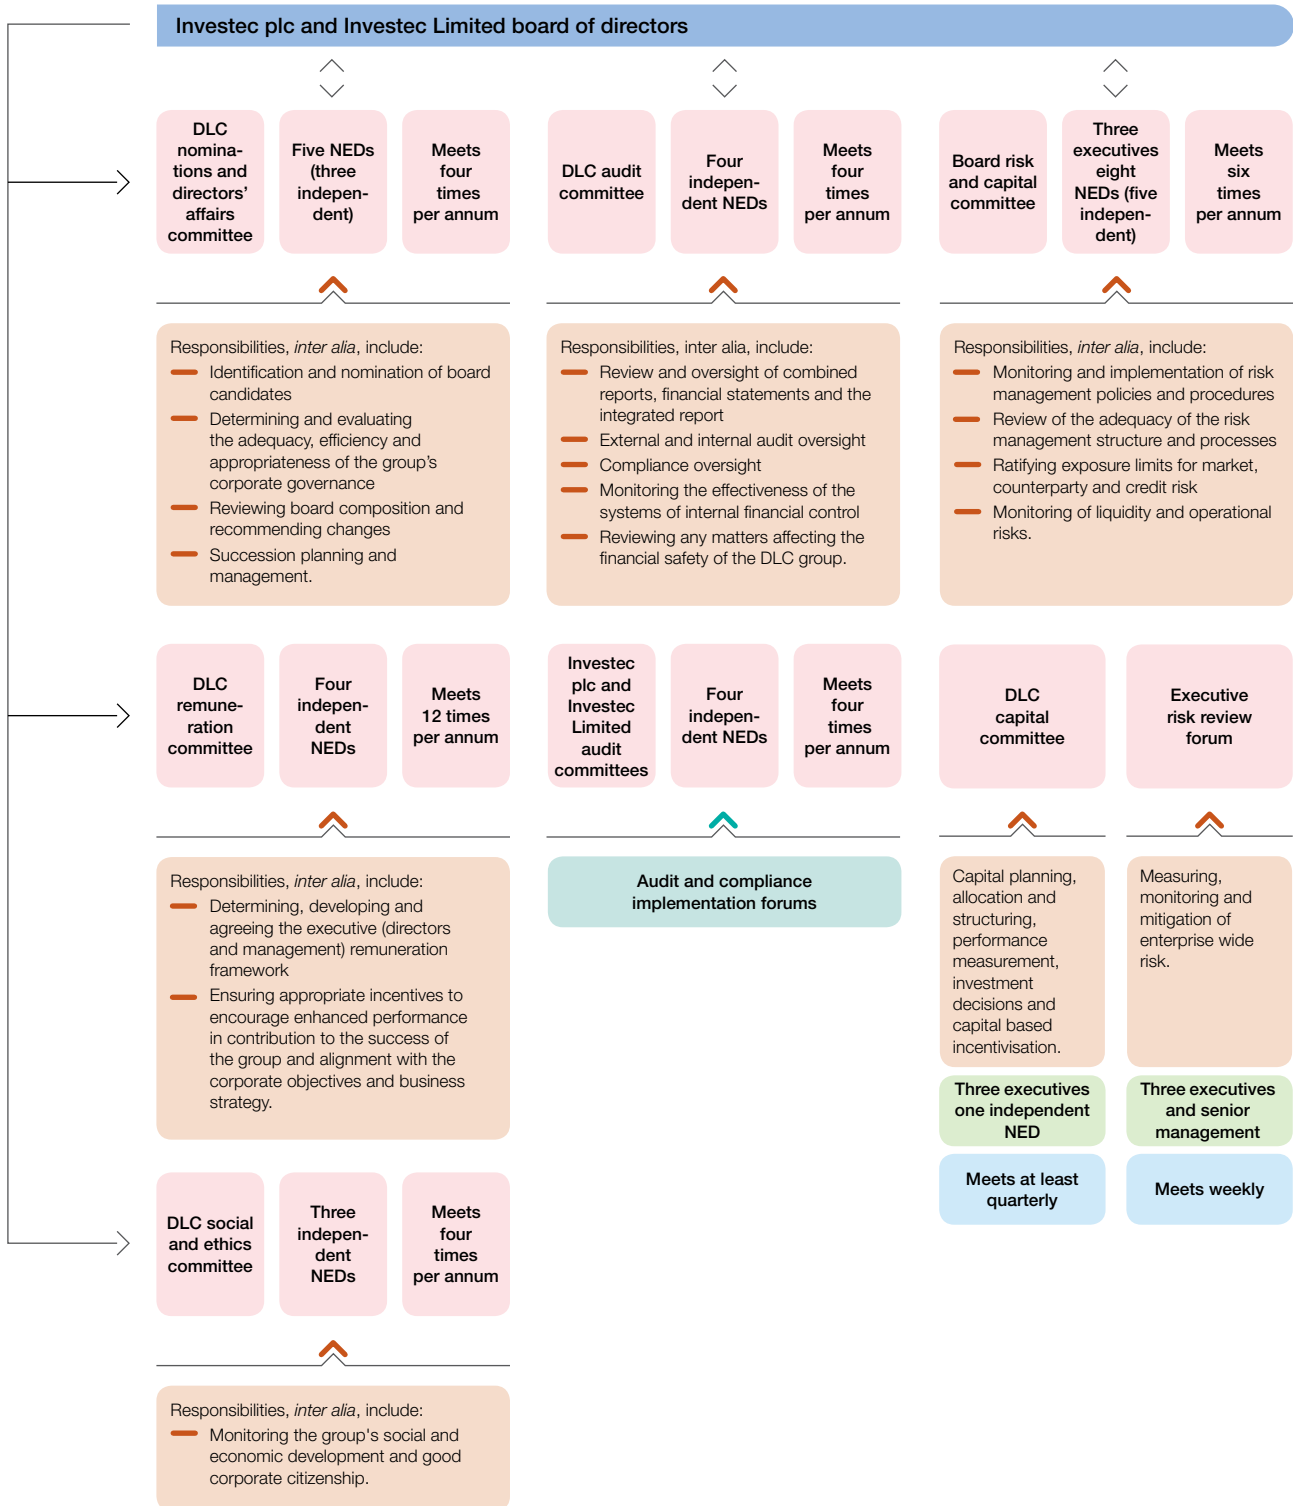 Investec plc and Investec Limited board of directors
DLC
nomina-
tions and
directors'
affairs
committee
Five NEDs
(three
indepen-
dent)
Meets
four
times
per annum
DLC audit
committee
Four
indepen-
dent NEDs
Meets
four
times
per annum
Board risk
and capital
committee
Three
executives
eight
NEDs (five
indepen-
dent)
Meets
six
times
per annum
Responsibilities, inter alia, include:
Identification and nomination of board
candidates
Determining and evaluating
the adequacy, efficiency and
appropriateness of the group's
corporate governance
Reviewing board composition and
recommending changes
Succession planning and
management.
Responsibilities, inter alia, include:
Review and oversight of combined
reports, financial statements and the
integrated report
External and internal audit oversight
Compliance oversight
Monitoring the effectiveness of the
systems of internal financial control
Reviewing any matters affecting the
financial safety of the DLC group.
Responsibilities, inter alia, include:
Monitoring and implementation of risk
management policies and procedures
Review of the adequacy of the risk
management structure and processes
Ratifying exposure limits for market,
counterparty and credit risk
Monitoring of liquidity and operational
risks.
DLC
remune-
ration
committee
Four
indepen-
dent
NEDs
Meets
12 times
per annum
Investec
plc and
Investec
Limited
audit
committees
Four
indepen-
dent NEDs
Meets
four
times
per annum
DLC
capital
committee
Executive
risk review
forum
Responsibilities, inter alia, include:
Determining, developing and
agreeing the executive (directors
and management) remuneration
framework
Ensuring appropriate incentives to
encourage enhanced performance
in contribution to the success of
the group and alignment with the
corporate objectives and business
strategy.
Audit and compliance
implementation forums
Capital planning,
allocation and
structuring,
performance
measurement,
investment
decisions and
capital based
incentivisation.
Measuring,
monitoring and
mitigation of
enterprise wide
risk.
Three executives
one independent
NED
Three executives
and senior
management
Meets at least
quarterly
Meets weekly
DLC social
and ethics
committee
Three
indepen-
dent
NEDs
Meets
four
times
per annum
Responsibilities, inter alia, include:
Monitoring the group's social and
economic development and good
corporate citizenship.